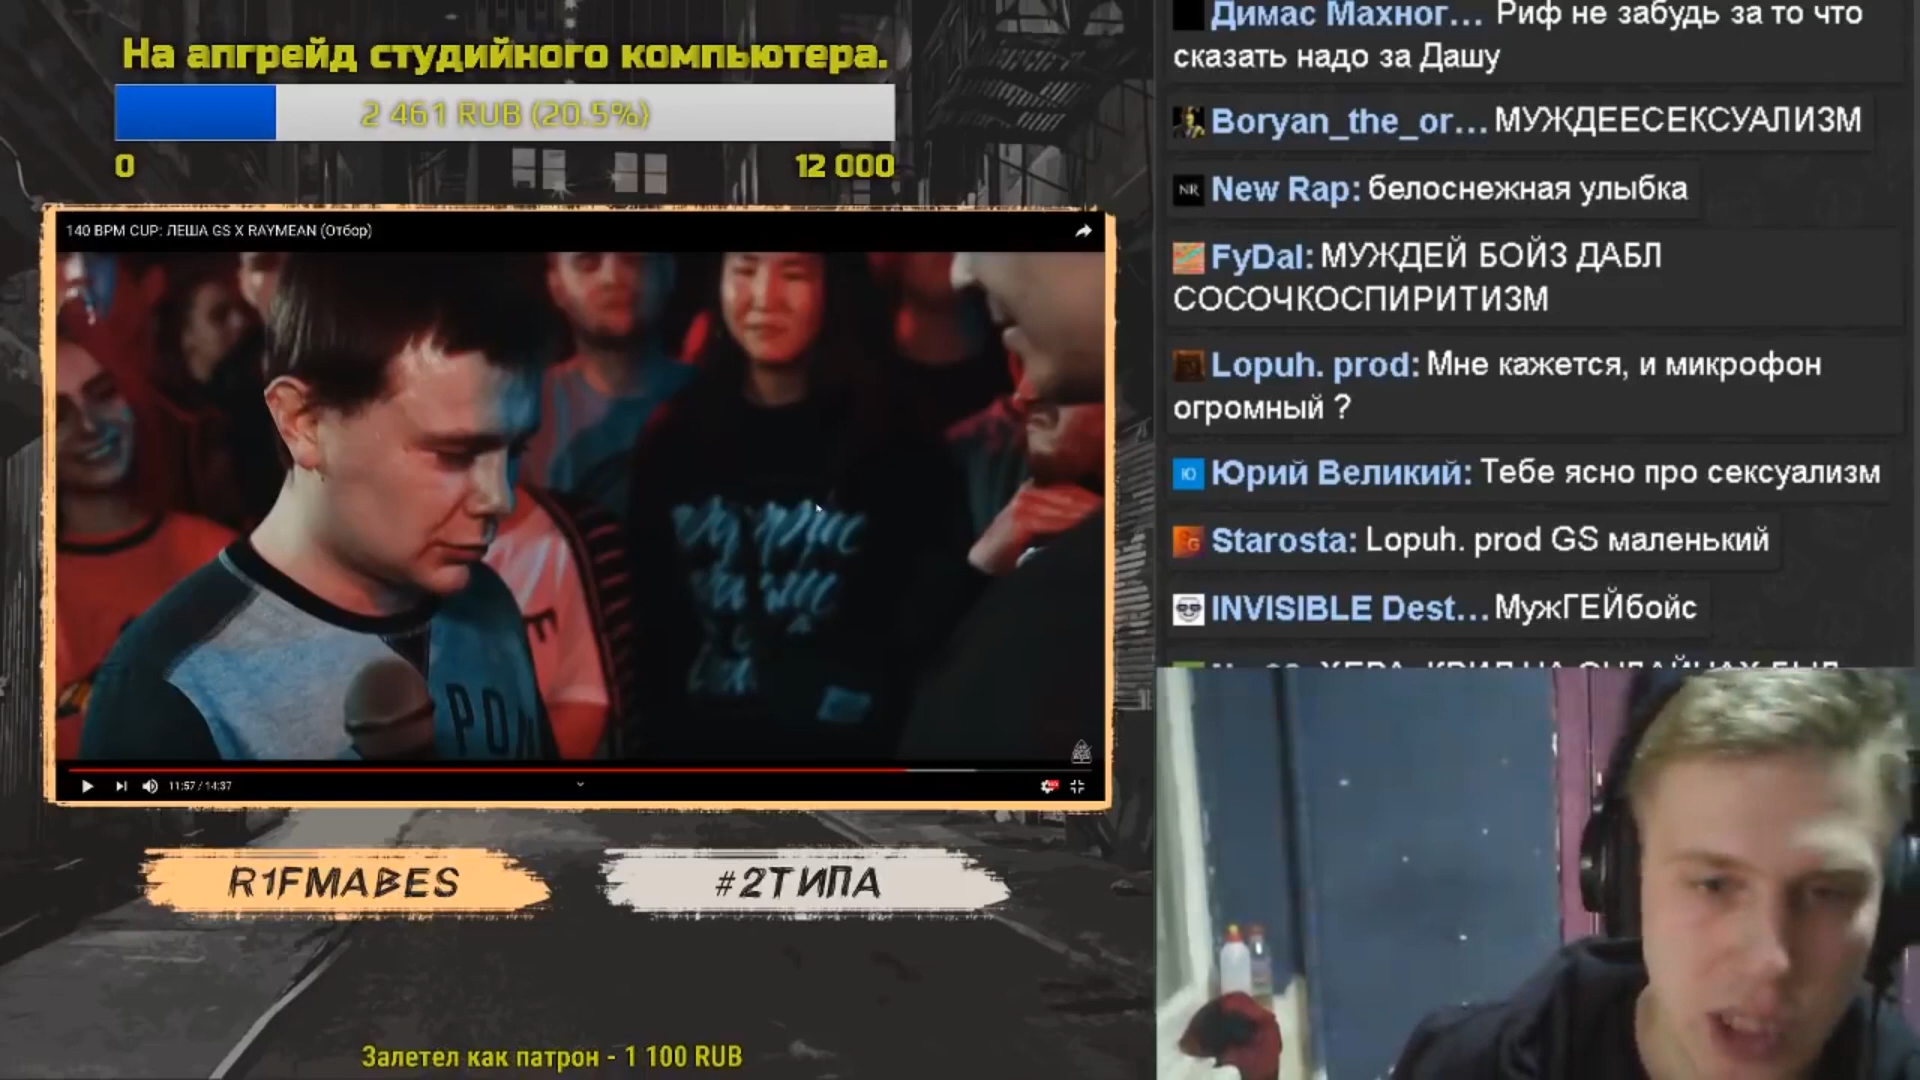 На апгрейд студийного компьютера.
2 461 RUB (20.5%)
0
12 000
140 BPM CUP: ЛЕША GS X RAYMEAN (Отбор)
РОМ
11:57 / 14:37
R1FMABES
#2ТИПА
Залетел как патрон - 1 100 RUB
Димас Махног... Риф не забудь за то что
сказать надо за Дашу
Boryan_the_or... МУЖДЕЕСЕКСУАЛИЗМ
NR New Rap: белоснежная улыбка
FyDal: МУЖДЕЙ БОЙЗ ДАБЛ
СОСОЧКОСПИРИТИЗМ
Lopuh. prod: Мне кажется, и микрофон
огромный ?
Ю Юрий Великий: Тебе ясно про сексуализм
Starosta: Lopuh. prod GS маленький
INVISIBLE Dest... МужГЕЙбойс